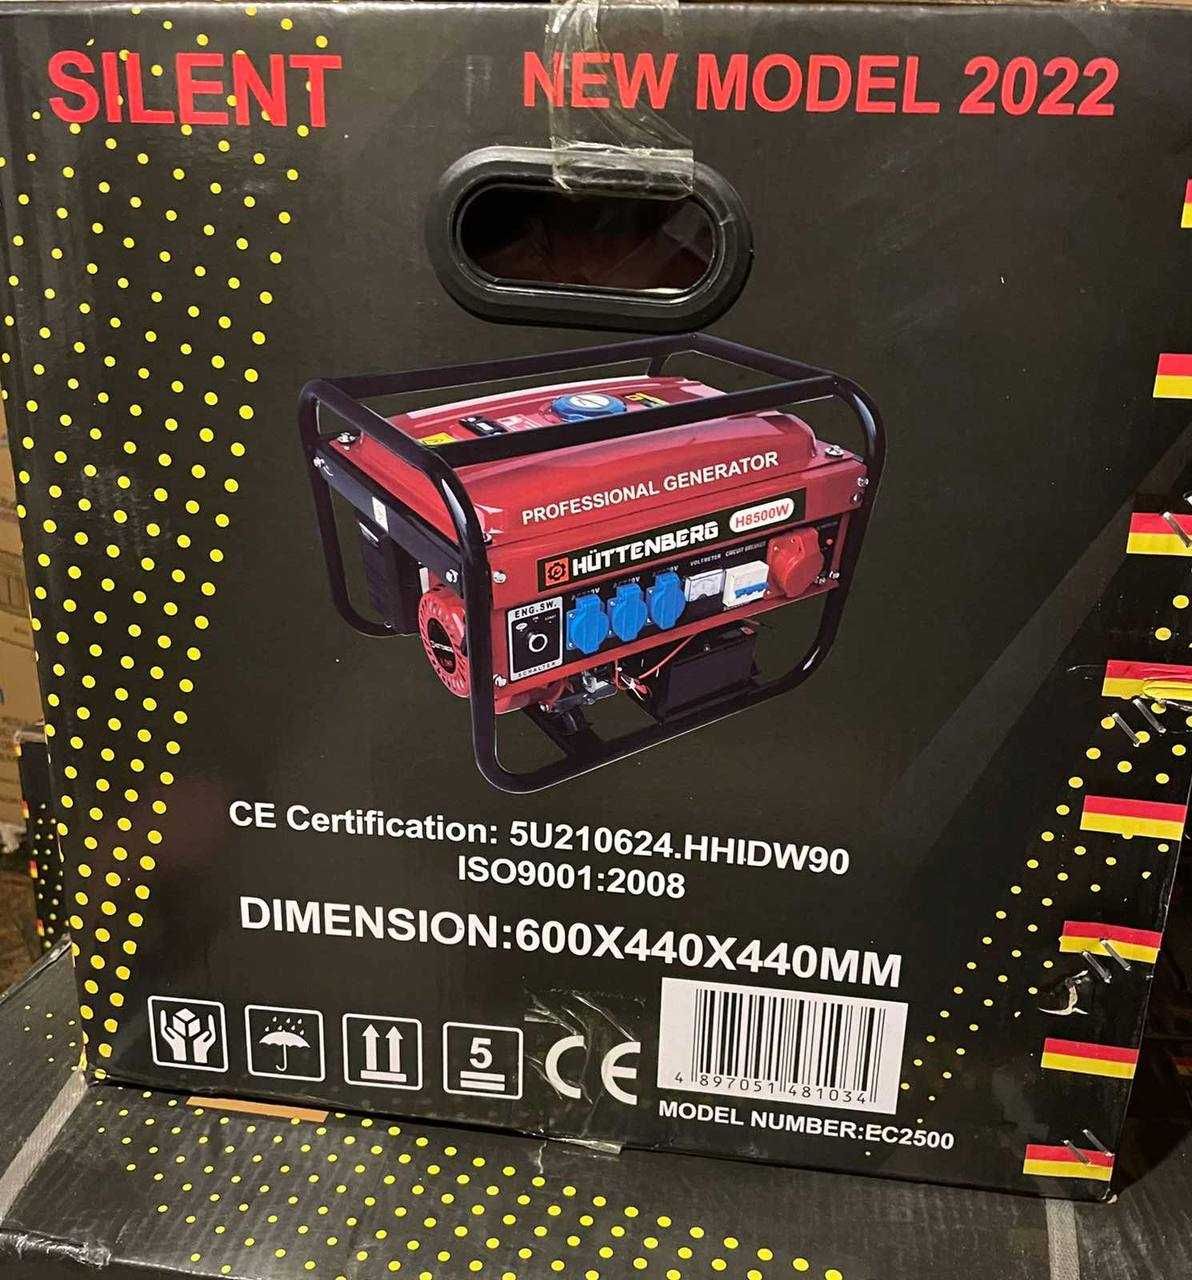 SILENT
NEW MODEL 2022
PROFESSIONAL GENERATOR
HÜTTENBERG H8500W
VOLTMETER CIRCUIT BREAKER
ENG.SW.
SCHALTER
CE Certification: 5U210624.HHIDW90
ISO9001:2008
DIMENSION:600X440X440MM
5
CE
4 897051 481034
MODEL NUMBER:EC2500